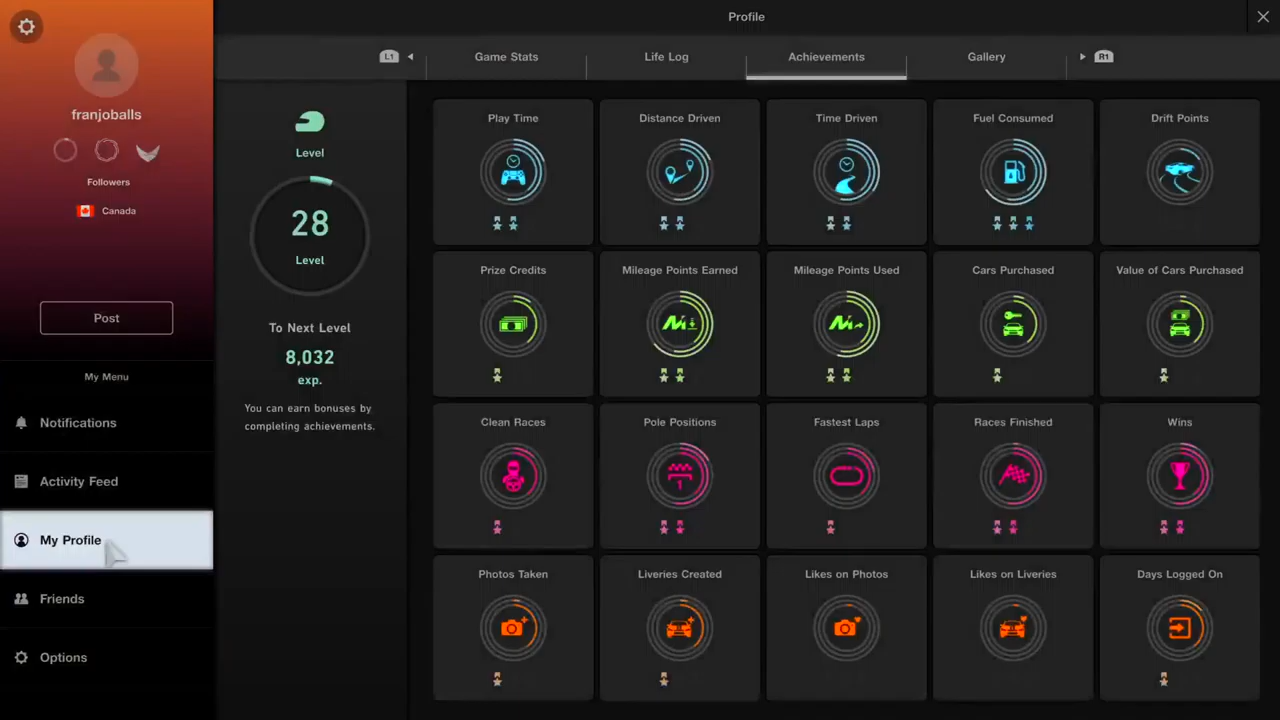 Profile
franjoballs
Followers
Canada
Post
My Menu
Notifications
Activity Feed
My Profile
Friends
Options
L1
Game Stats
Life Log
Achievements
Gallery
R1
Level
28
Level
To Next Level
8,032
exp.
You can earn bonuses by
completing achievements.
Play Time
Distance Driven
Time Driven
Fuel Consumed
Drift Points
Prize Credits
Mileage Points Earned
Mileage Points Used
Cars Purchased
Value of Cars Purchased
Clean Races
Pole Positions
1
Fastest Laps
Races Finished
Wins
Photos Taken
Liveries Created
Likes on Photos
Likes on Liveries
Days Logged On